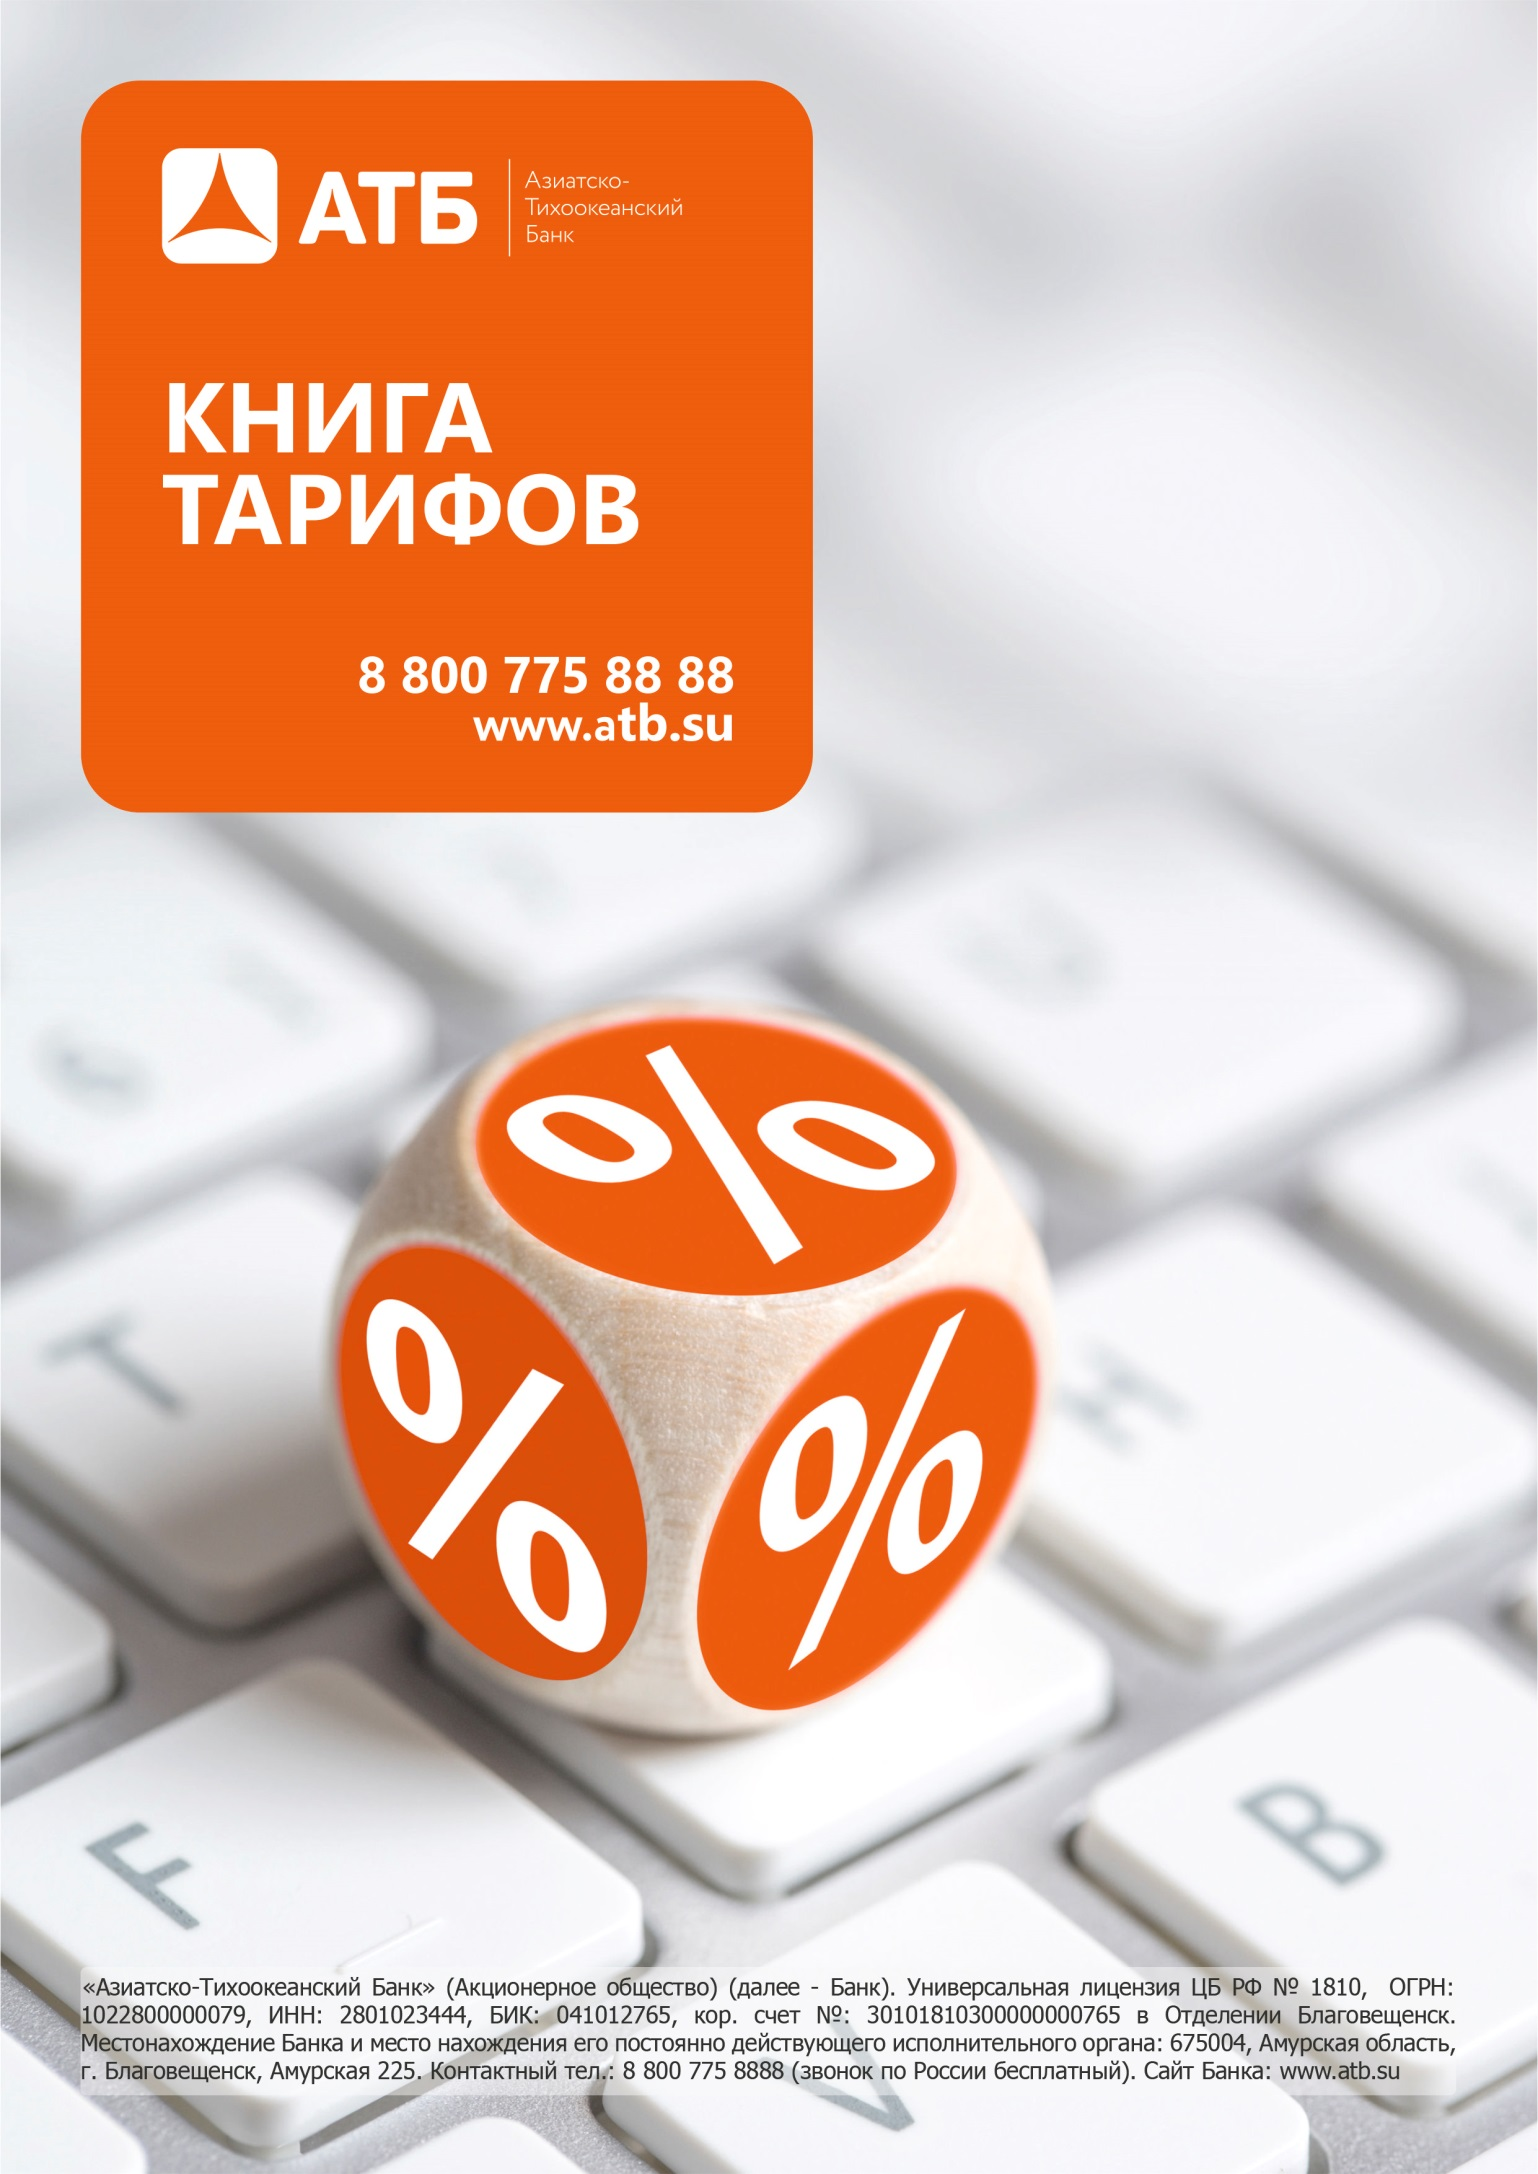 АТБ
Азиатско-
Тихоокеанский
Банк
КНИГА
ТАРИФОВ
8 800 775 88 88
www.atb.su
%
% %
T
H
F
B
V
«Азиатско-Тихоокеанский Банк» (Акционерное общество) (далее - Банк). Универсальная лицензия ЦБ РФ № 1810, ОГРН:
1022800000079, ИНН: 2801023444, БИК: 041012765, кор. счет №: 30101810300000000765 в Отделении Благовещенск.
Местонахождение Банка и место нахождения его постоянно действующего исполнительного органа: 675004, Амурская область,
г. Благовещенск, Амурская 225. Контактный тел.: 8 800 775 8888 (звонок по России бесплатный). Сайт Банка: www.atb.su